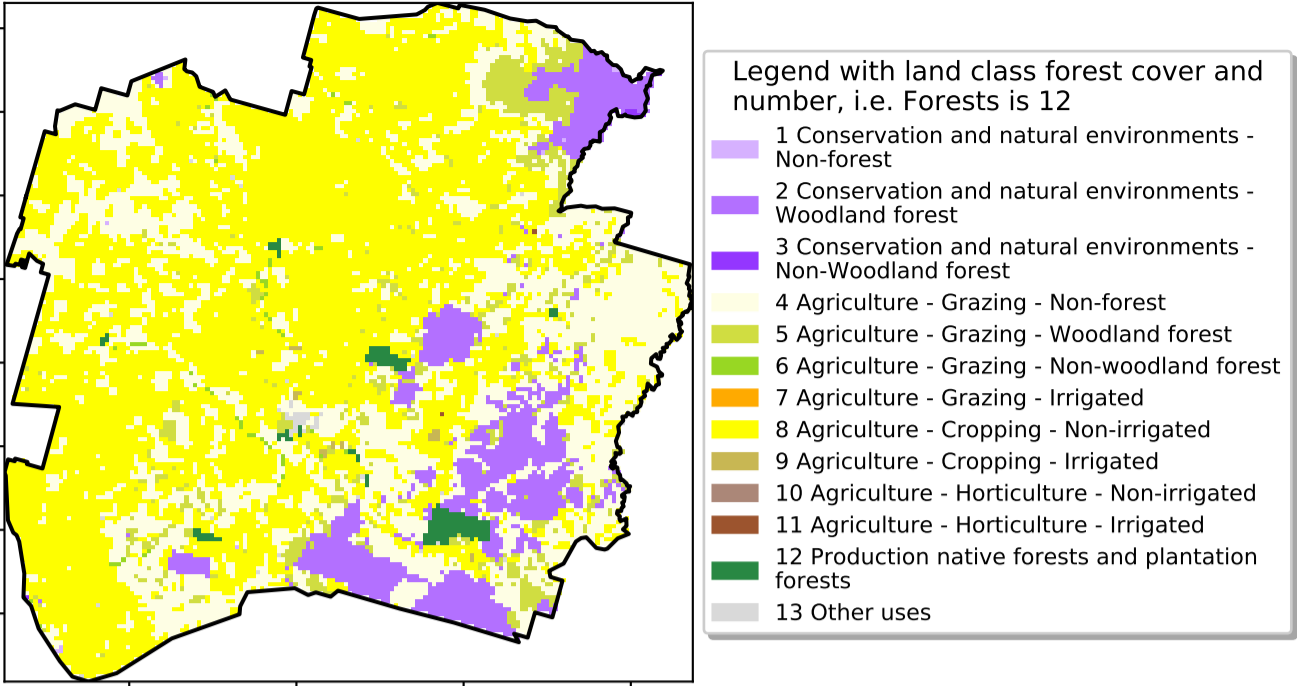 Legend with land class forest cover and
number, i.e. Forests is 12
1 Conservation and natural environments -
Non-forest
2 Conservation and natural environments -
Woodland forest
3 Conservation and natural environments -
Non-Woodland forest
4 Agriculture - Grazing - Non-forest
5 Agriculture - Grazing - Woodland forest
6 Agriculture - Grazing - Non-woodland forest
7 Agriculture - Grazing - Irrigated
8 Agriculture - Cropping - Non-irrigated
9 Agriculture - Cropping - Irrigated
10 Agriculture - Horticulture - Non-irrigated
11 Agriculture - Horticulture - Irrigated
12 Production native forests and plantation
forests
13 Other uses